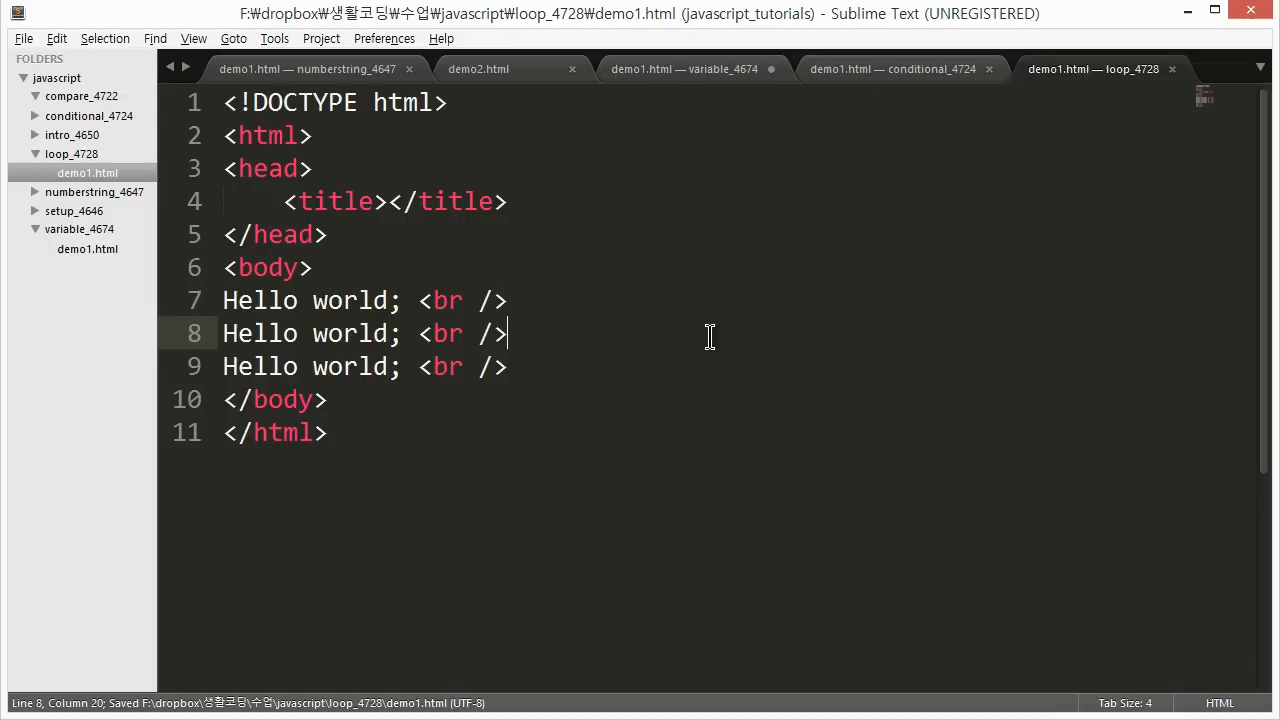 F:₩dropbox₩생활코딩₩수업₩javascript₩loop_4728₩demo1.html (javascript_tutorials) - Sublime Text (UNREGISTERED)
File Edit Selection Find View Goto Tools Project Preferences Help
FOLDERS
javascript
compare_4722
conditional_4724
intro_4650
loop_4728
demo1.html
numberstring_4647
setup_4646
variable_4674
demo1.html
demo1.html — numberstring_4647 demo2.html demo1.html — variable_4674 demo1.html — conditional_4724 demo1.html — loop_4728
1 <!DOCTYPE html>
2 <html>
3 <head>
4 <title></title>
5 </head>
6 <body>
7 Hello world; <br />
8 Hello world; <br />
9 Hello world; <br />
10 </body>
11 </html>
Line 8, Column 20; Saved F:\dropbox\생활코딩\수업\javascript\loop_4728\demo1.html (UTF-8) Tab Size: 4 HTML